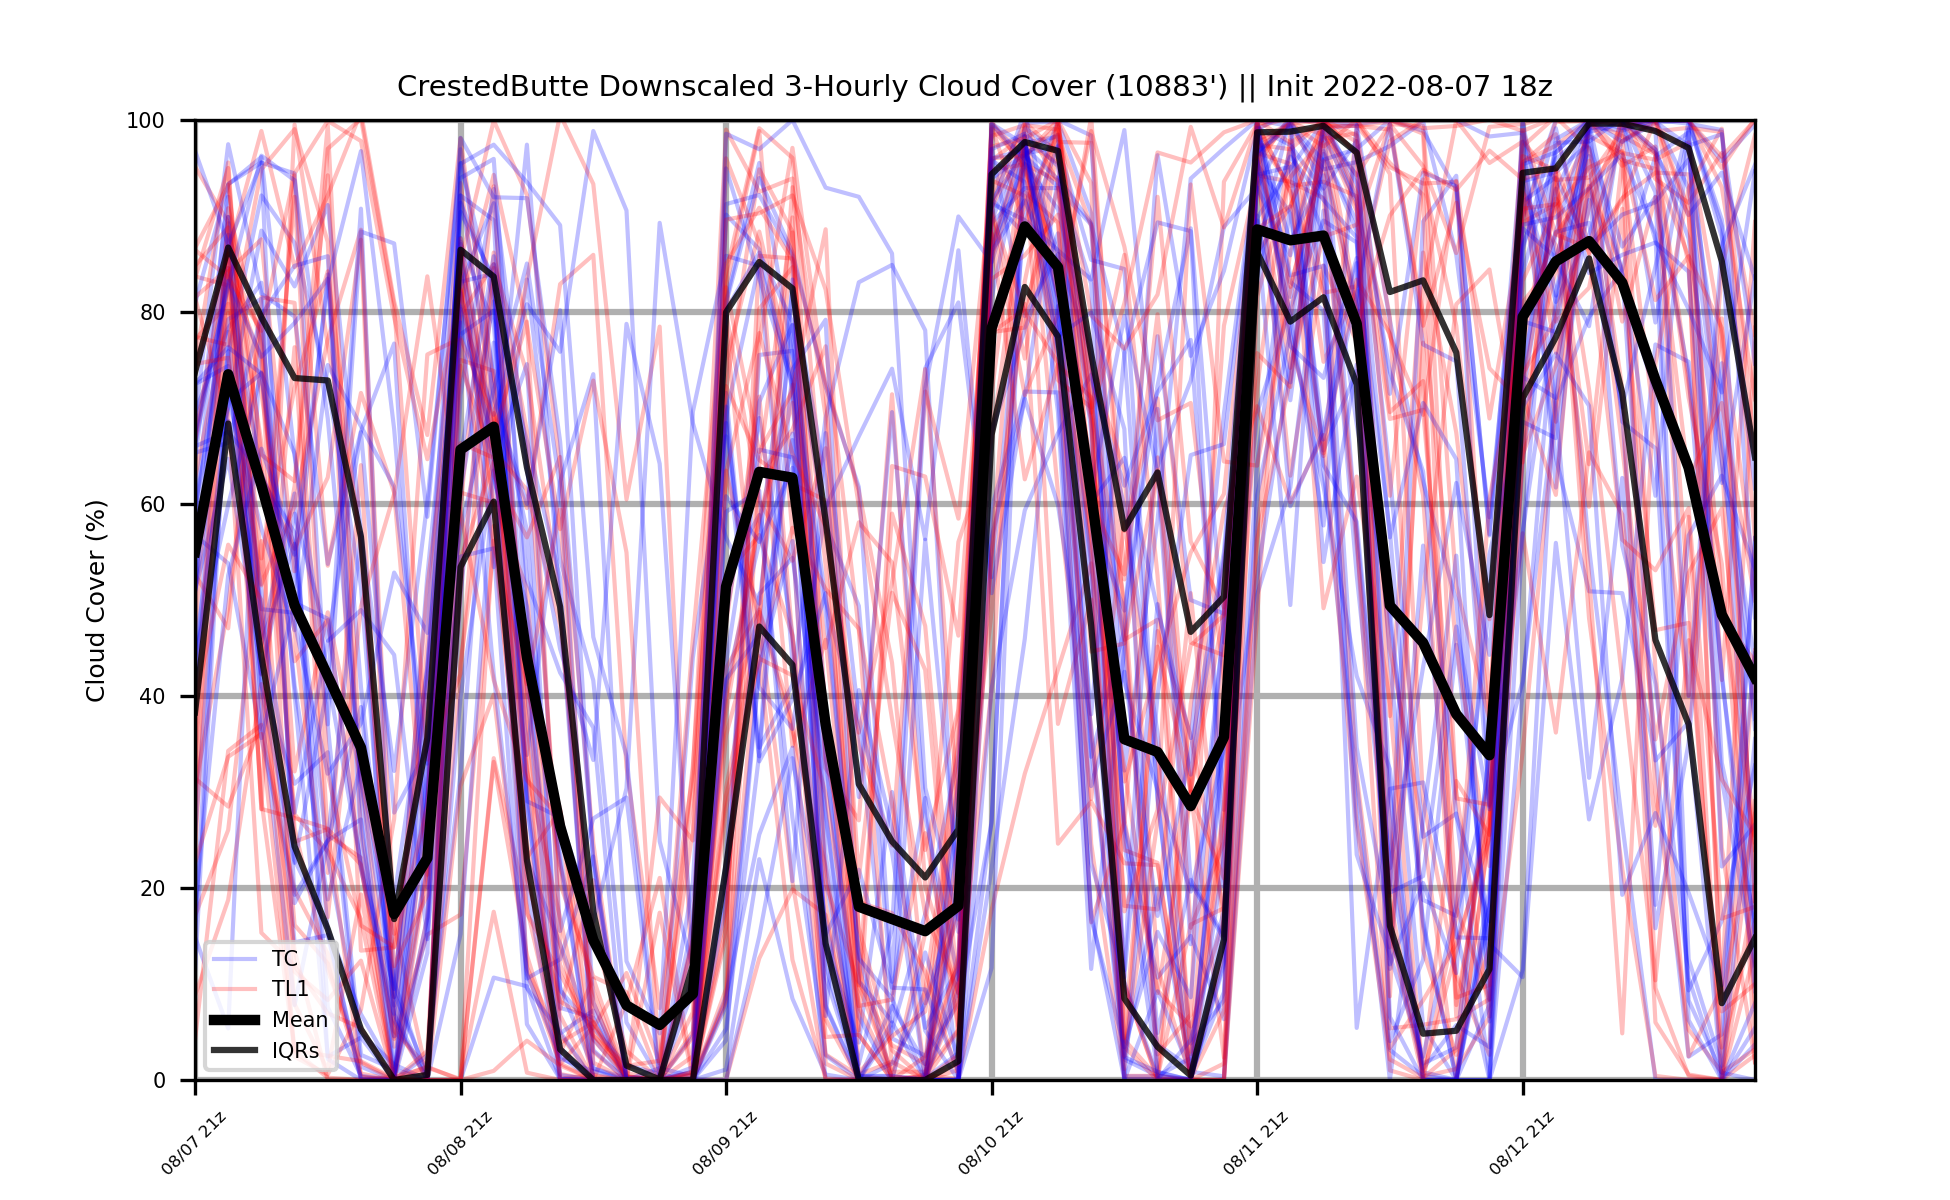 CrestedButte Downscaled 3-Hourly Cloud Cover (10883') || Init 2022-08-07 18z
Cloud Cover (%)
100
80
60
40
20
0
TC
TL1
Mean
IQRs
08/07 21z
08/08 21z
08/09 21z
08/10 21z
08/11 21z
08/12 21z